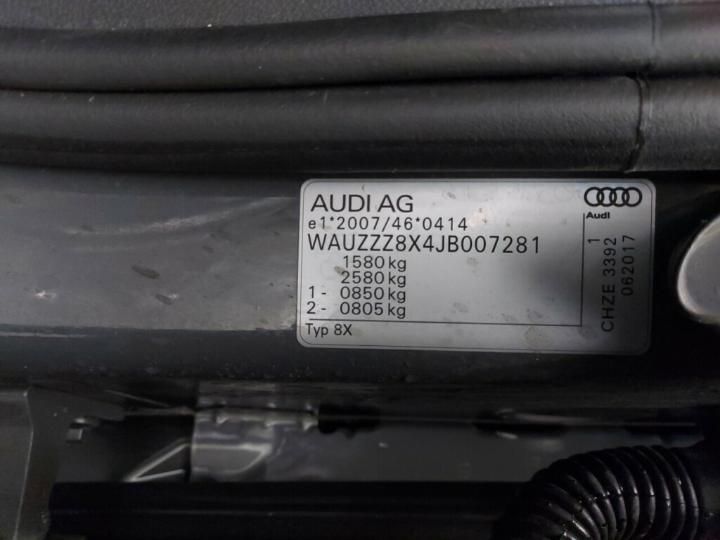 AUDI AG
Audi
e1*2007/46*0414
WAUZZZ8X4JB007281
1580 kg
2580 kg
1 - 0850 kg
2 - 0805 kg
Typ 8X
CHZE 3392 1
062017